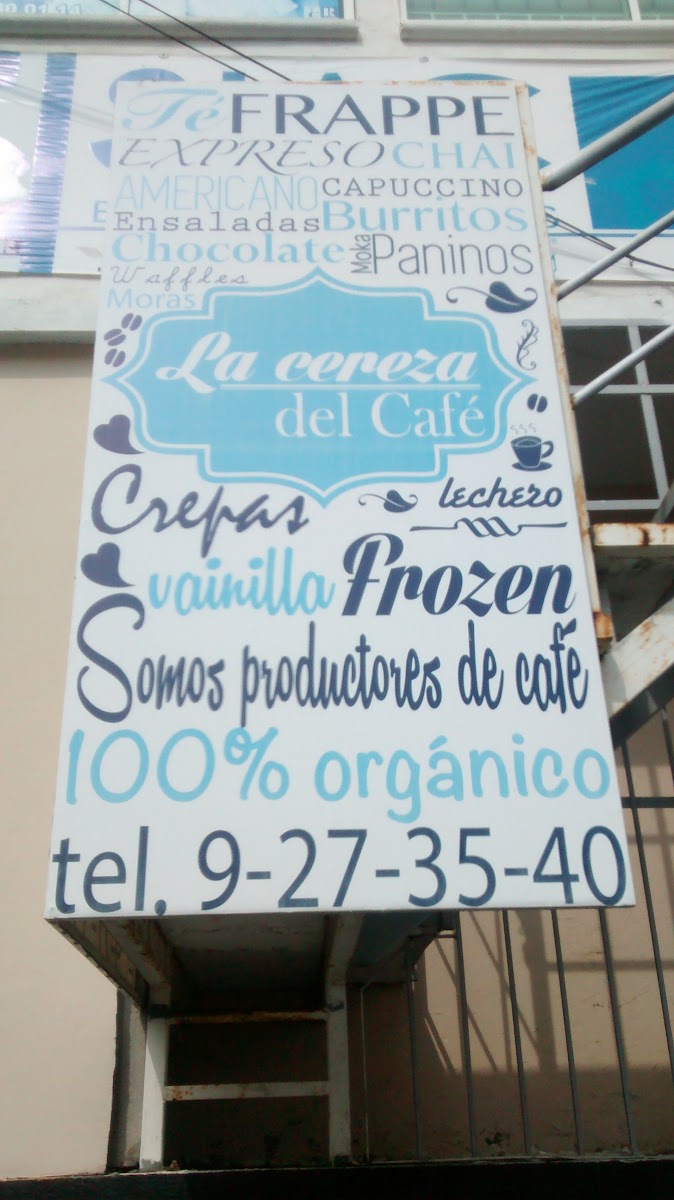 Té FRAPPE
EXPRESO CHAI
AMERICANO CAPUCCINO
Ensaladas Burritos
Chocolate Moka Paninos
Waffles
Moras
La cereza
del Café
Crepas lechero
vainilla Frozen
Somos productores de café
100% orgánico
tel. 9-27-35-40